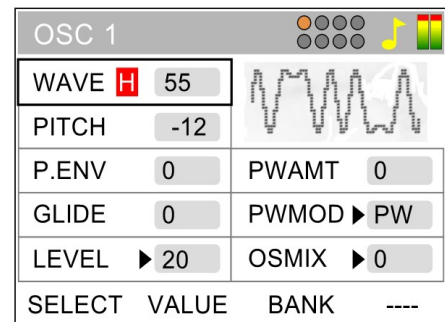 OSC 1
WAVE H 55
PITCH -12
P.ENV 0 PWAMT 0
GLIDE 0 PWMOD ▶ PW
LEVEL ▶ 20 OSMIX ▶ 0
SELECT VALUE BANK ----